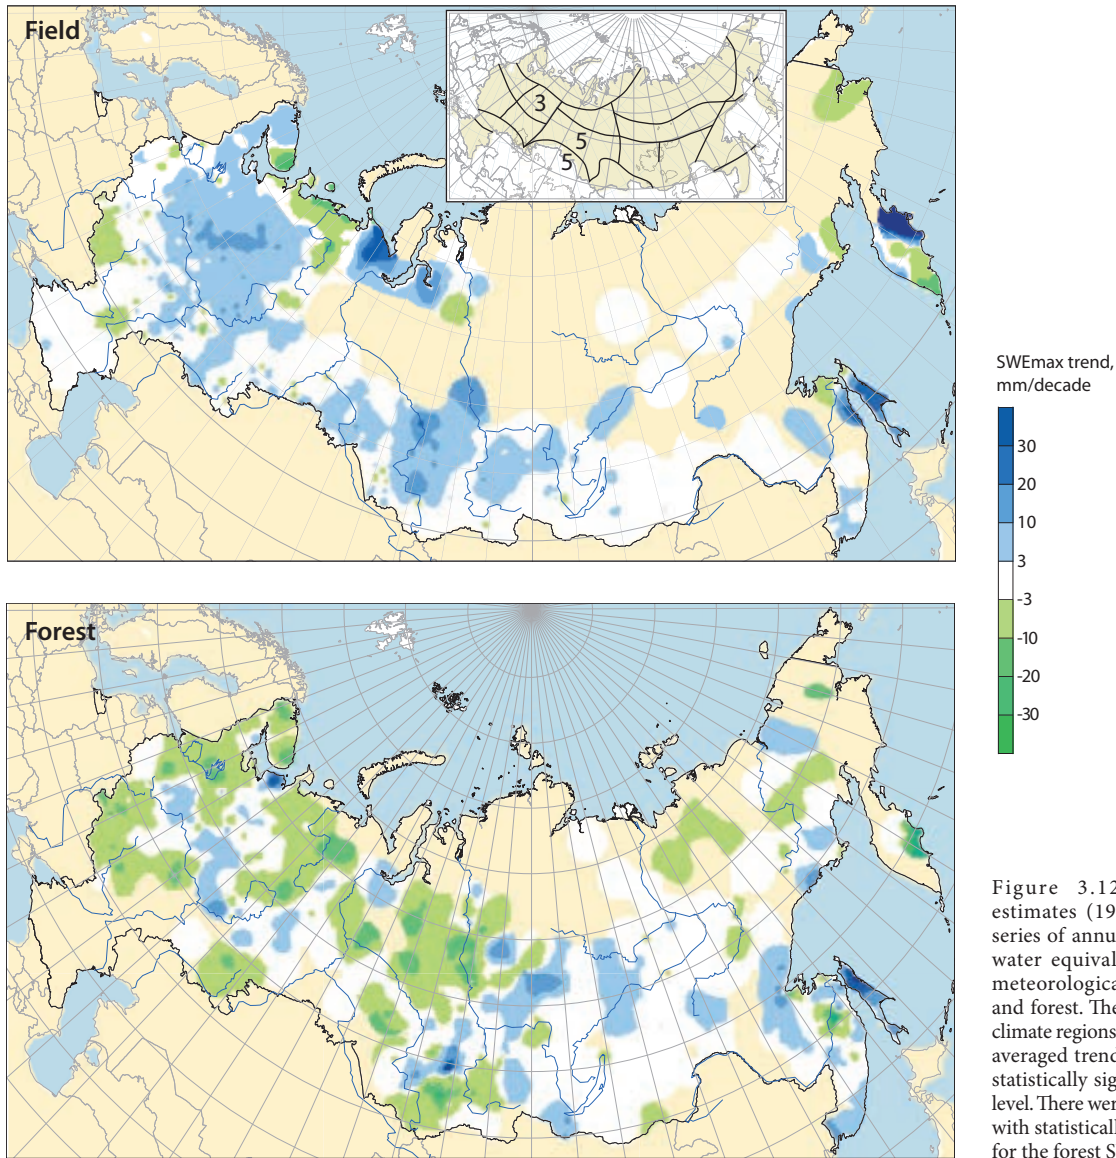 Field
3
5
5
SWEmax trend,
mm/decade
30
20
10
3
-3
-10
-20
-30
Forest
Figure 3.12
estimates (19
series of annu
water equival
meteorologica
and forest. The
climate regions
averaged trend
statistically sig
level. There wer
with statistically
for the forest S